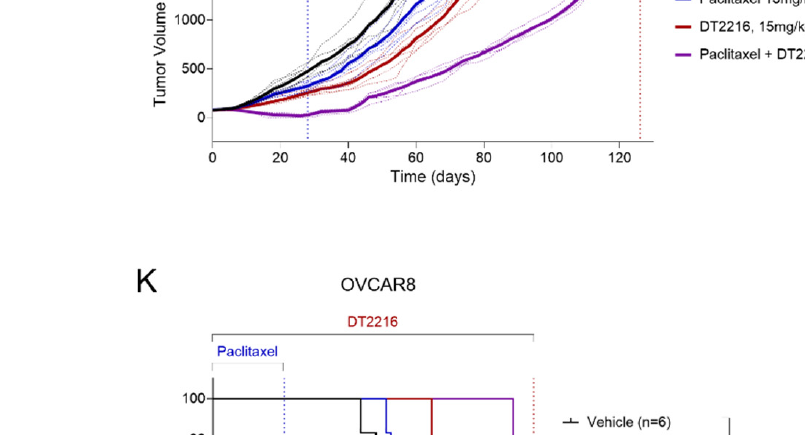 Tumor Volume
1000
500
0
0 20 40 60 80 100 120
Time (days)
DT2216, 15mg/k
Paclitaxel + DT22
K
OVCAR8
DT2216
Paclitaxel
100
Vehicle (n=6)